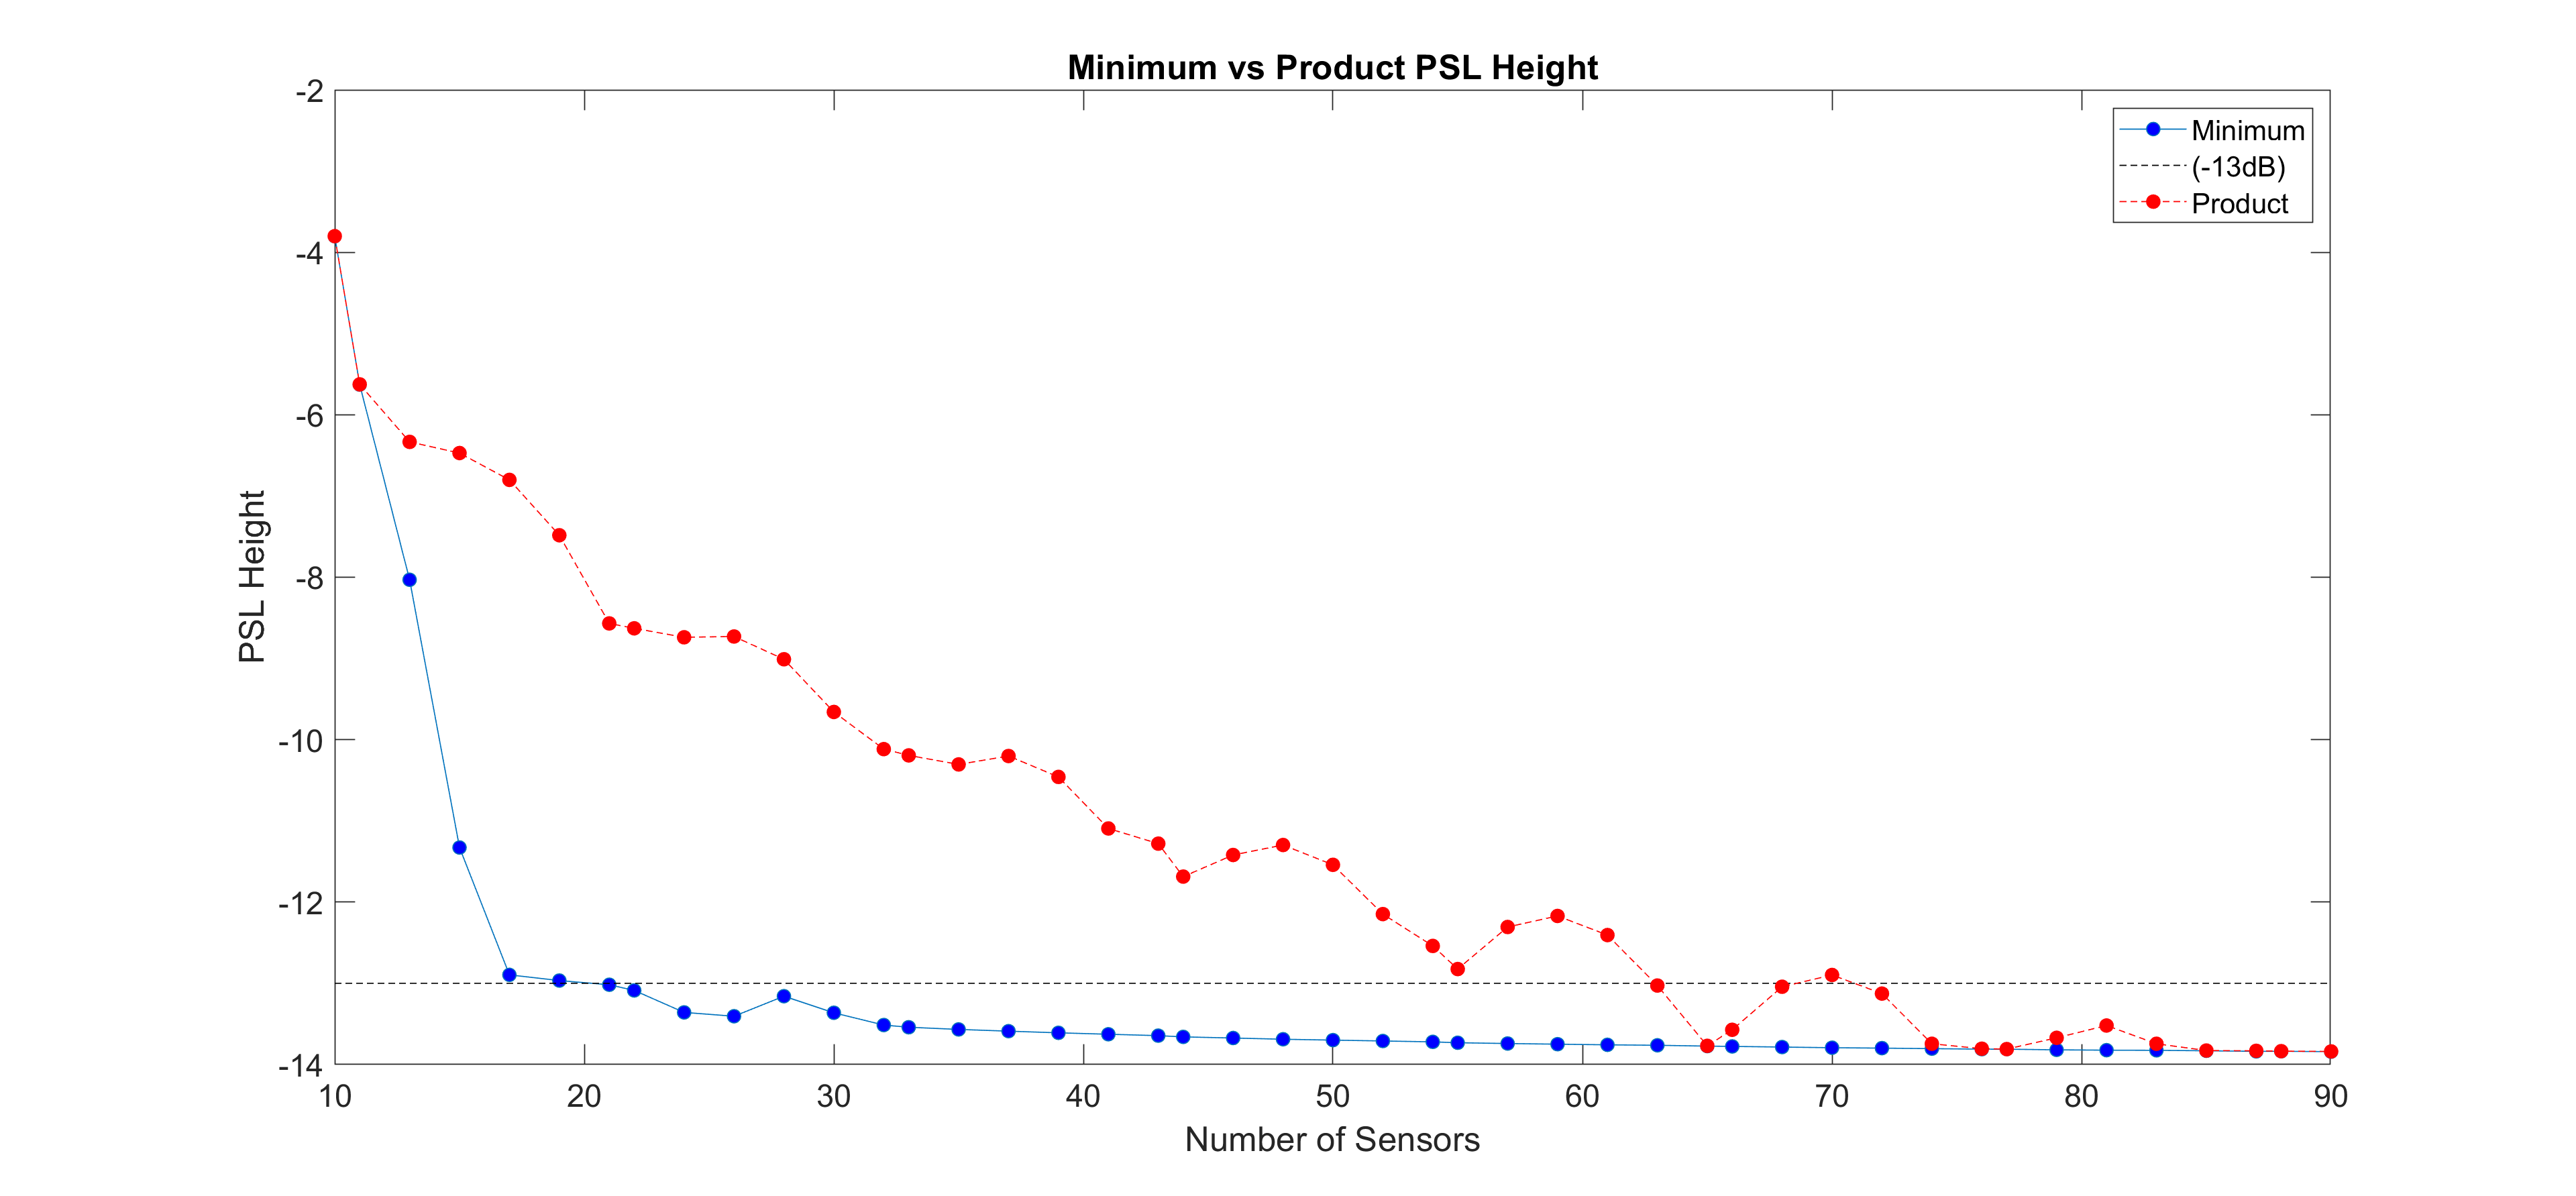 Minimum vs Product PSL Height
-2
-4
-6
-8
-10
-12
-14
PSL Height
Minimum
(-13dB)
Product
10 20 30 40 50 60 70 80 90
Number of Sensors